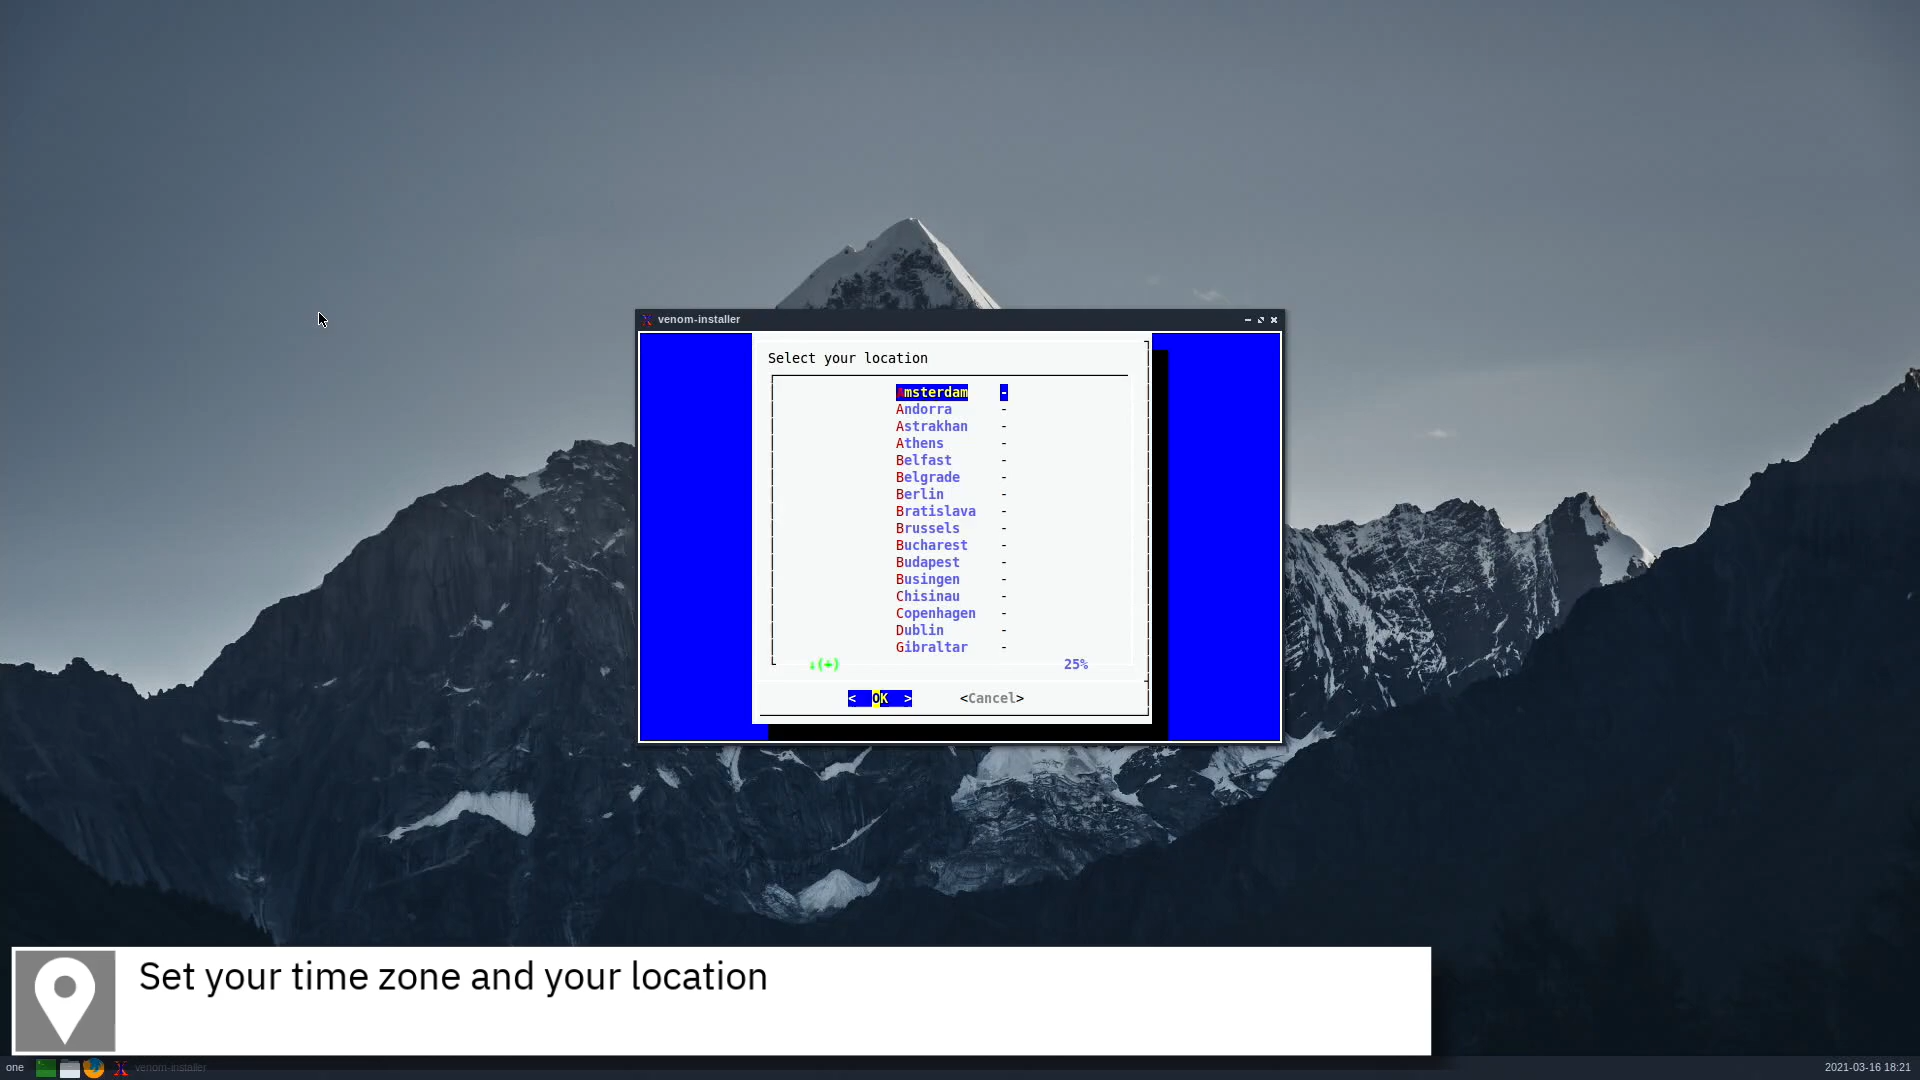 venom-installer
Select your location
Amsterdam -
Andorra -
Astrakhan -
Athens -
Belfast -
Belgrade -
Berlin -
Bratislava -
Brussels -
Bucharest -
Budapest -
Busingen -
Chisinau -
Copenhagen -
Dublin -
Gibraltar -
↓(+) 25%
< OK > <Cancel>
Set your time zone and your location
one venom-installer 2021-03-16 18:21